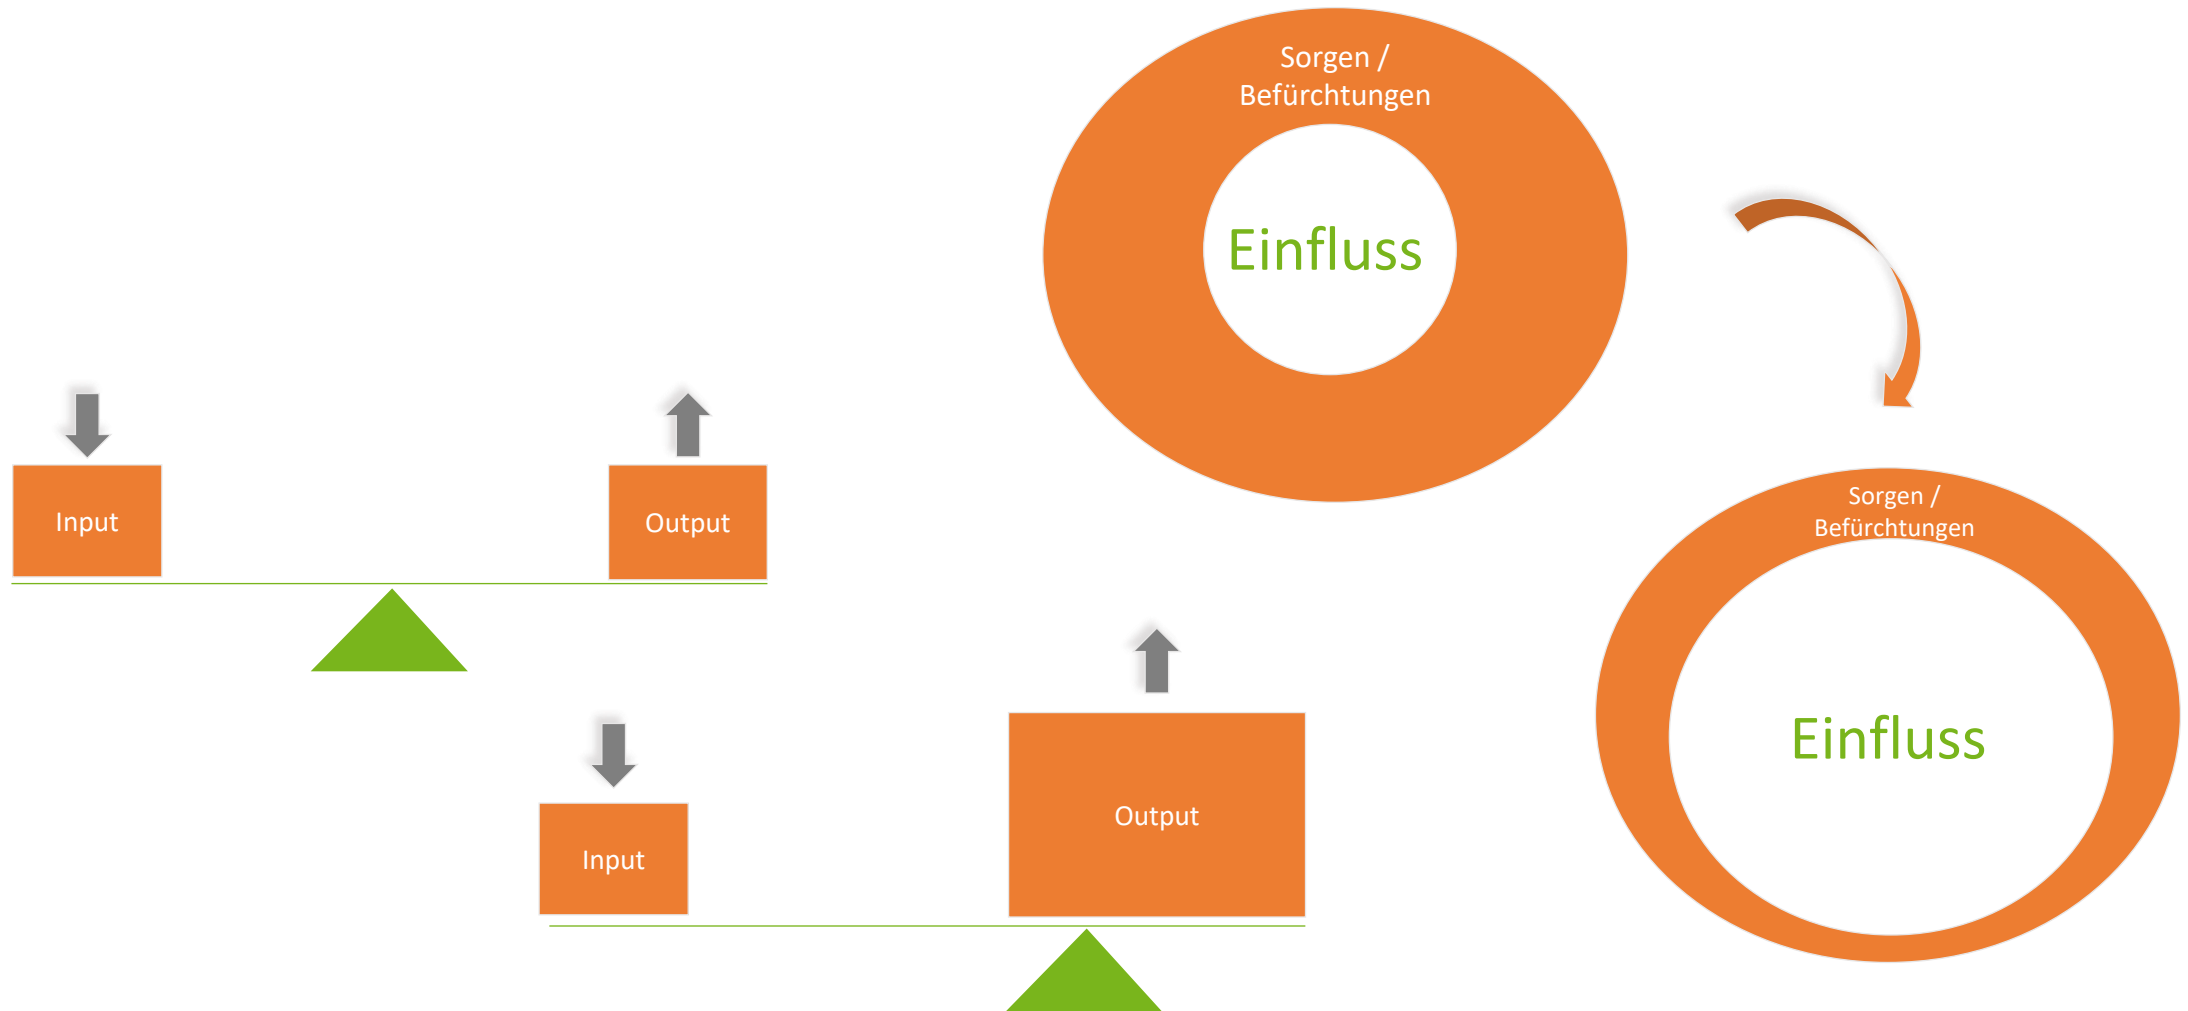 Sorgen /
Befürchtungen
Einfluss
Input
Output
Sorgen /
Befürchtungen
Einfluss
Input
Output